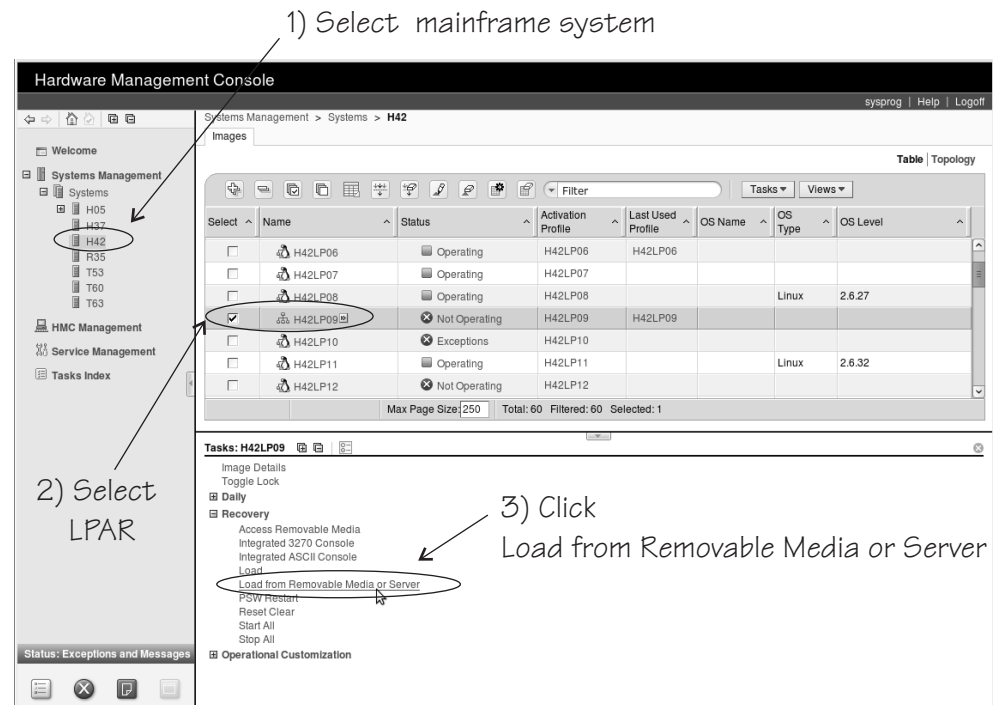 1) Select mainframe system
Hardware Management Console
sysprog | Help | Logoff
Systems Management > Systems > H42
Images
Welcome
Systems Management
Systems
H05
H37
H42
R35
T53
T60
T63
HMC Management
Service Management
Tasks Index
Table | Topology
Filter
Tasks Views
Select Name Status Activation Profile Last Used Profile OS Name OS Type OS Level
H42LP06 Operating H42LP06 H42LP06
H42LP07 Operating H42LP07
H42LP08 Operating H42LP08 Linux 2.6.27
H42LP09 Not Operating H42LP09 H42LP09
H42LP10 Exceptions H42LP10
H42LP11 Operating H42LP11 Linux 2.6.32
H42LP12 Not Operating H42LP12
Max Page Size: 250 Total: 60 Filtered: 60 Selected: 1
Tasks: H42LP09
Image Details
Toggle Lock
Daily
Recovery
Access Removable Media
Integrated 3270 Console
Integrated ASCII Console
Load
Load from Removable Media or Server
PSW Restart
Reset Clear
Start All
Stop All
Operational Customization
2) Select
LPAR
3) Click
Load from Removable Media or Server
Status: Exceptions and Messages